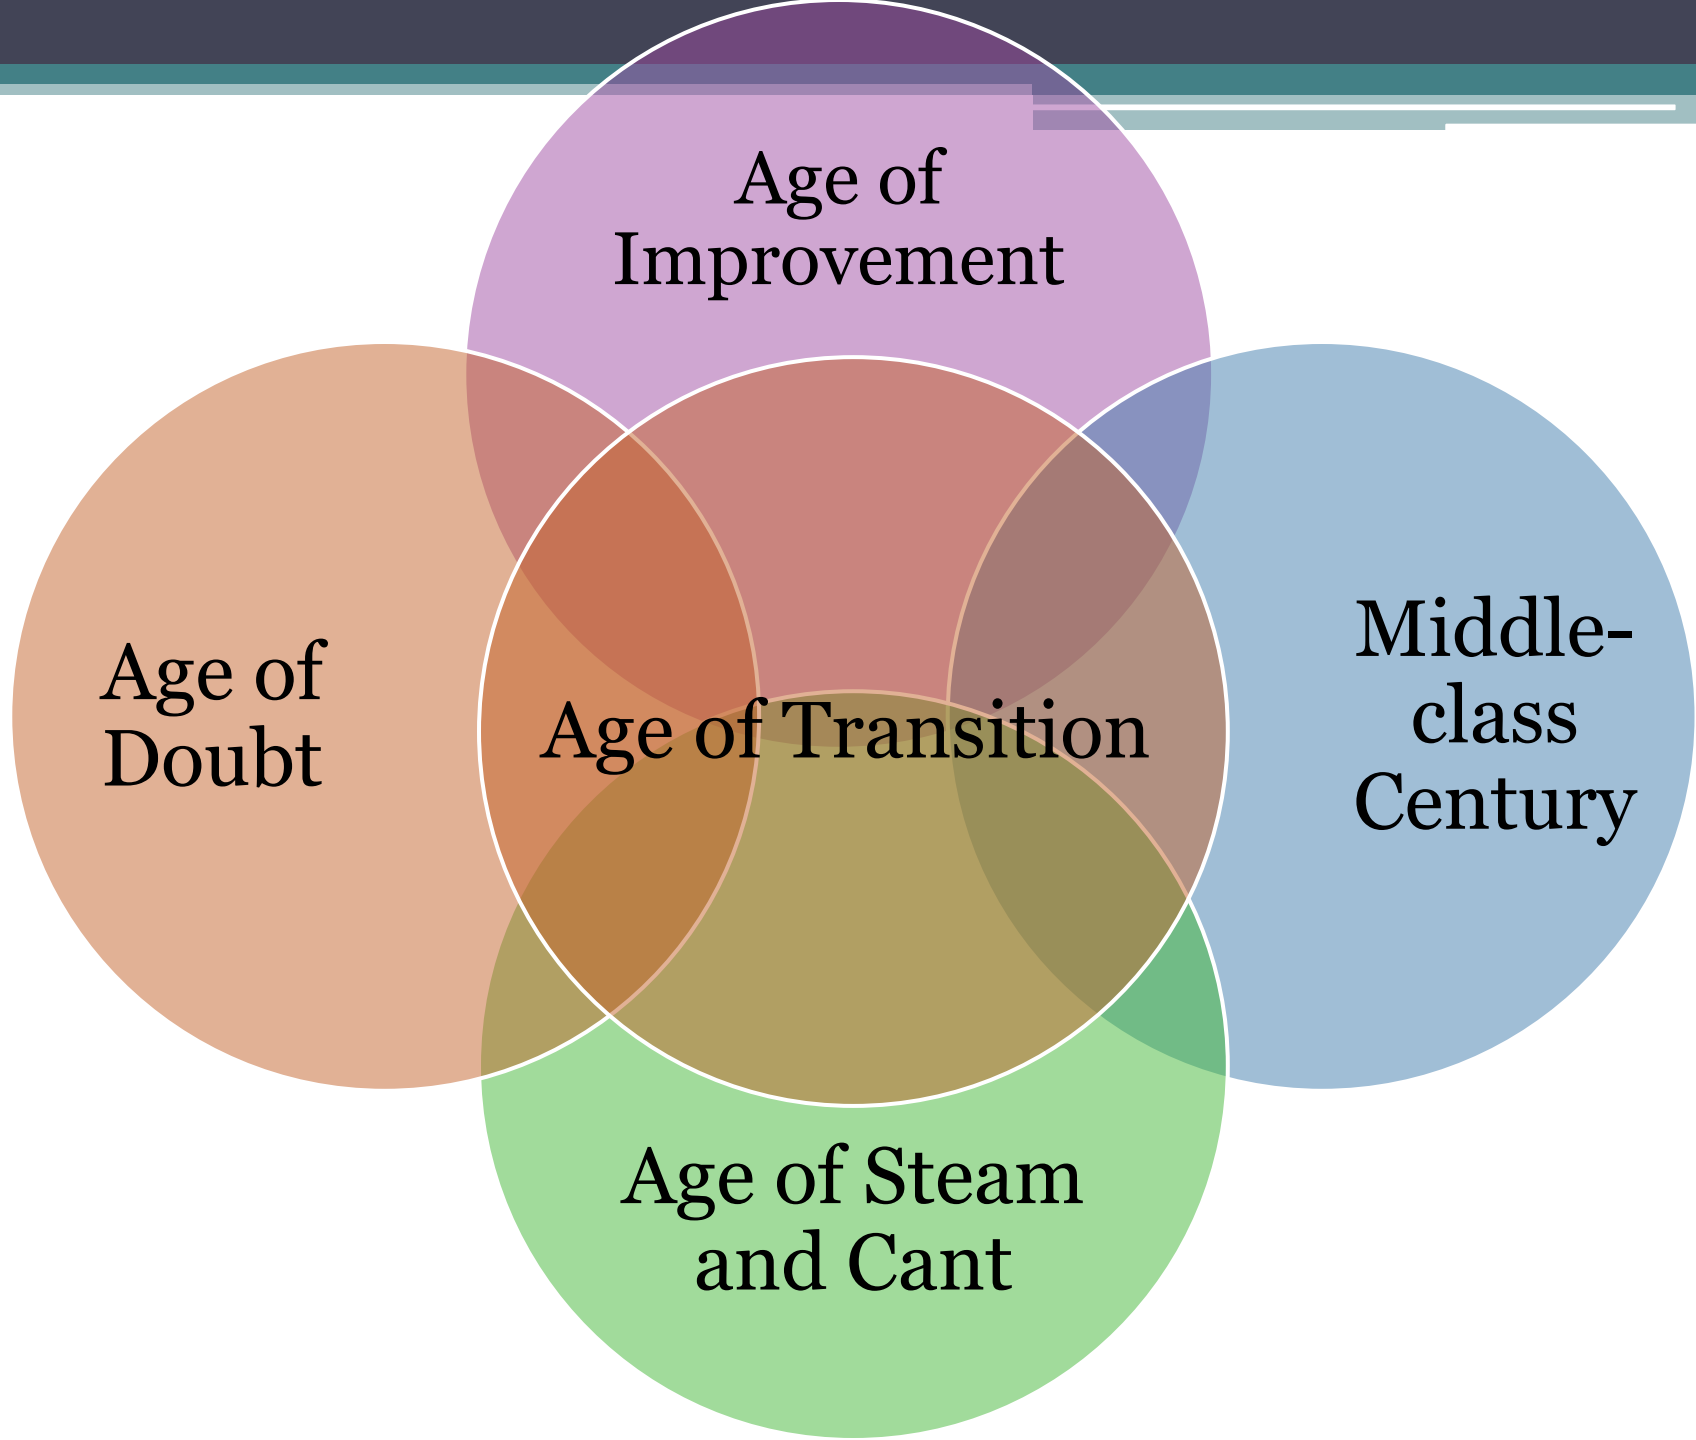 Age of
Improvement
Age of
Doubt
Age of Transition
Middle-
class
Century
Age of Steam
and Cant